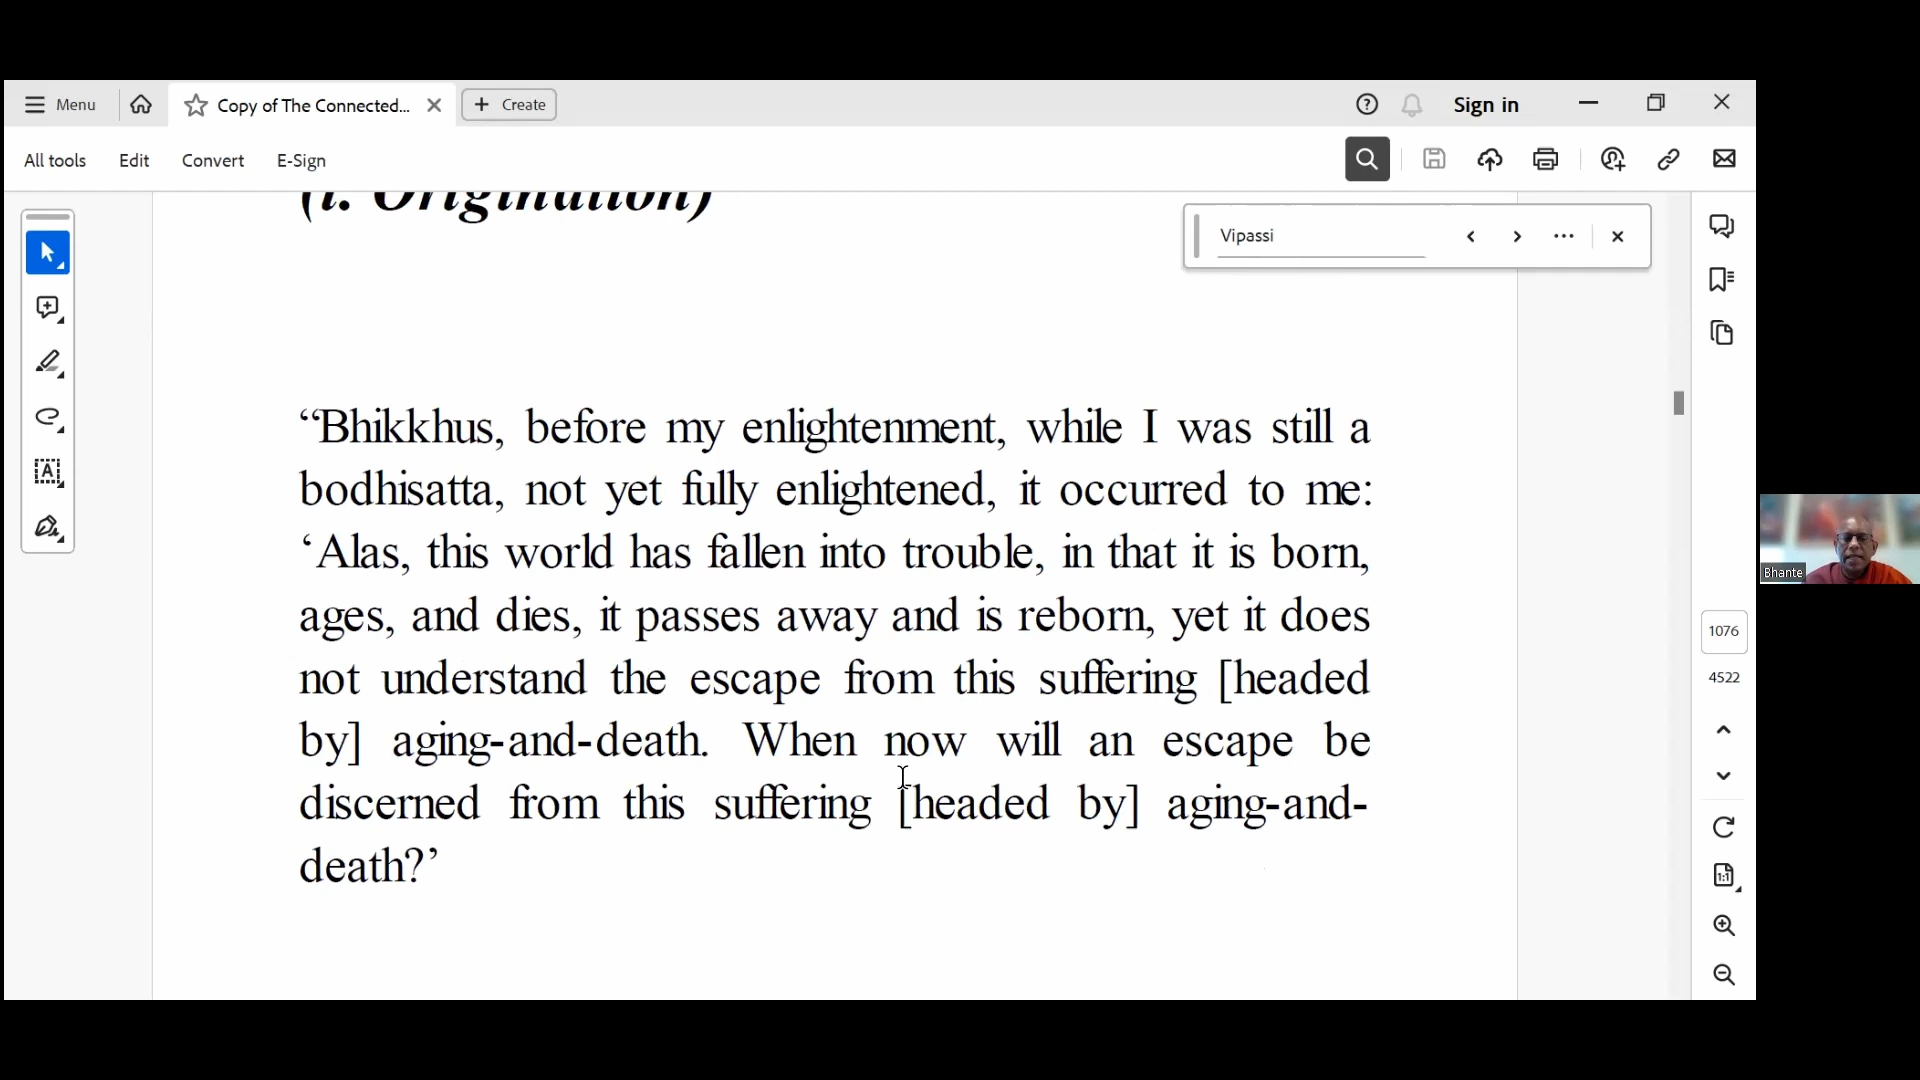 Menu
Copy of The Connected...
Create
Sign in
All tools
Edit
Convert
E-Sign
(i. Origination)
Vipassi
“Bhikkhus, before my enlightenment, while I was still a
bodhisatta, not yet fully enlightened, it occurred to me:
‘Alas, this world has fallen into trouble, in that it is born,
ages, and dies, it passes away and is reborn, yet it does
not understand the escape from this suffering [headed
by] aging-and-death. When now will an escape be
discerned from this suffering [headed by] aging-and-
death?’
Bhante
1076
4522